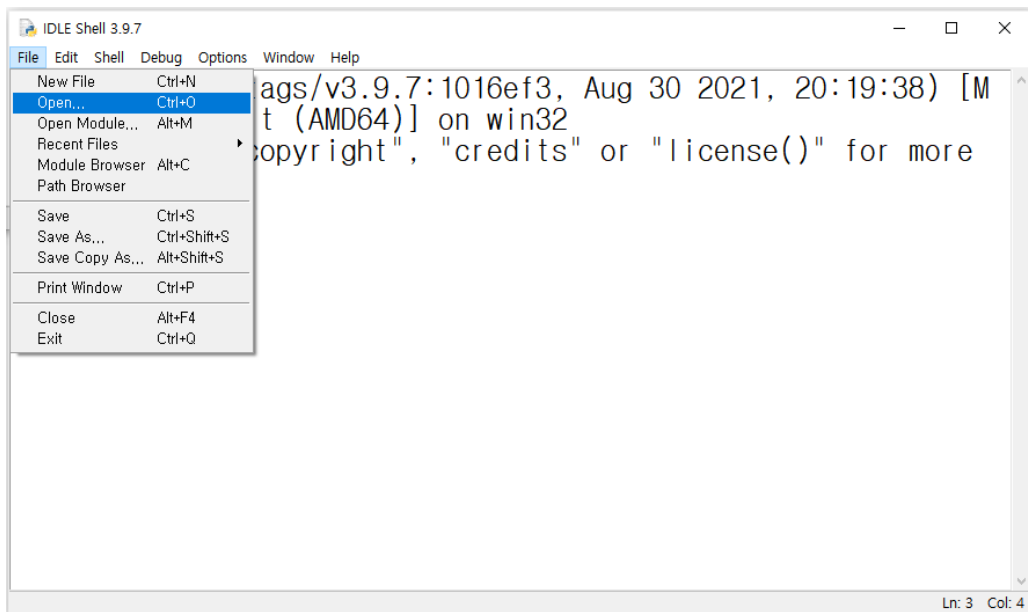 IDLE Shell 3.9.7
File Edit Shell Debug Options Window Help
New File Ctrl+N
Open... Ctrl+O
Open Module... Alt+M
Recent Files
Module Browser Alt+C
Path Browser
Save Ctrl+S
Save As... Ctrl+Shift+S
Save Copy As... Alt+Shift+S
Print Window Ctrl+P
Close Alt+F4
Exit Ctrl+Q
ags/v3.9.7:1016ef3, Aug 30 2021, 20:19:38) [M
t (AMD64)] on win32
copyright", "credits" or "license()" for more
Ln: 3 Col: 4